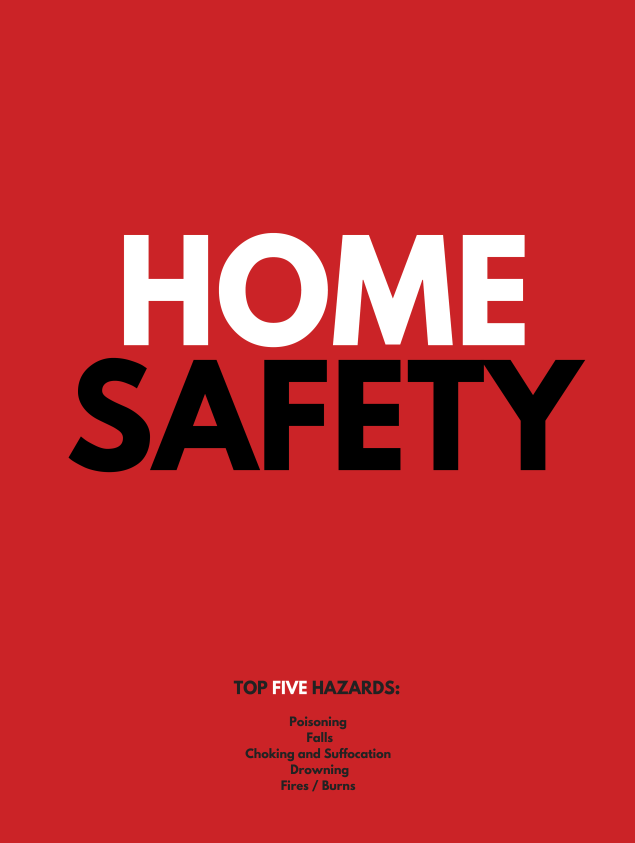 HOME
SAFETY
TOP FIVE HAZARDS:
Poisoning
Falls
Choking and Suffocation
Drowning
Fires / Burns